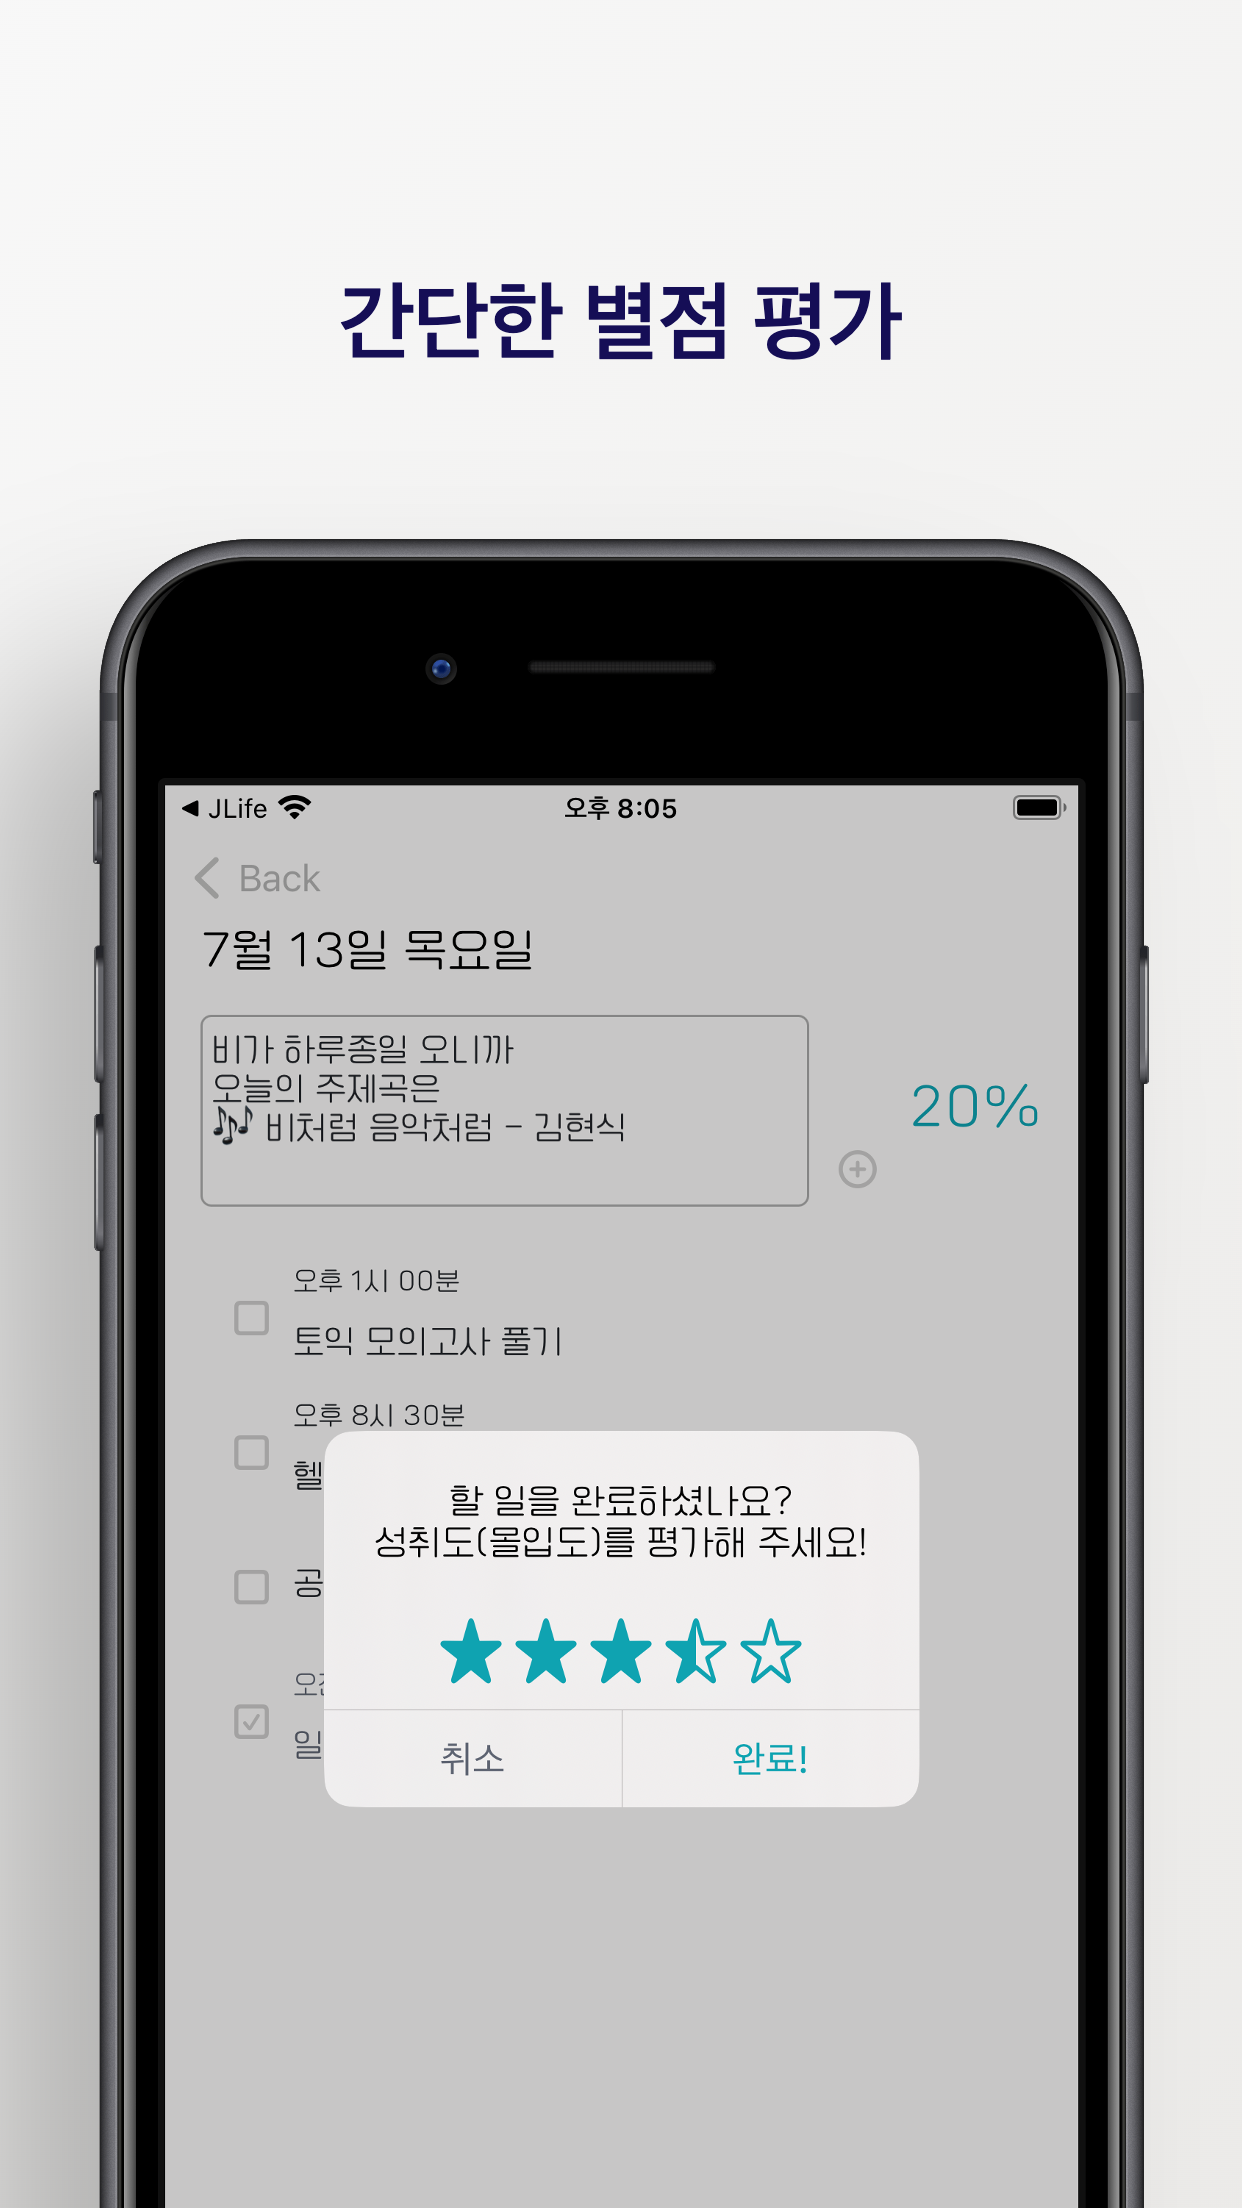 간단한 별점 평가
◀ JLife
오후 8:05
Back
7월 13일 목요일
비가 하루종일 오니까
오늘의 주제곡은
🎶 비처럼 음악처럼 - 김현식
20%
오후 1시 00분
토익 모의고사 풀기
오후 8시 30분
헬
할 일을 완료하셨나요?
성취도(몰입도)를 평가해 주세요!
공
일
취소
완료!